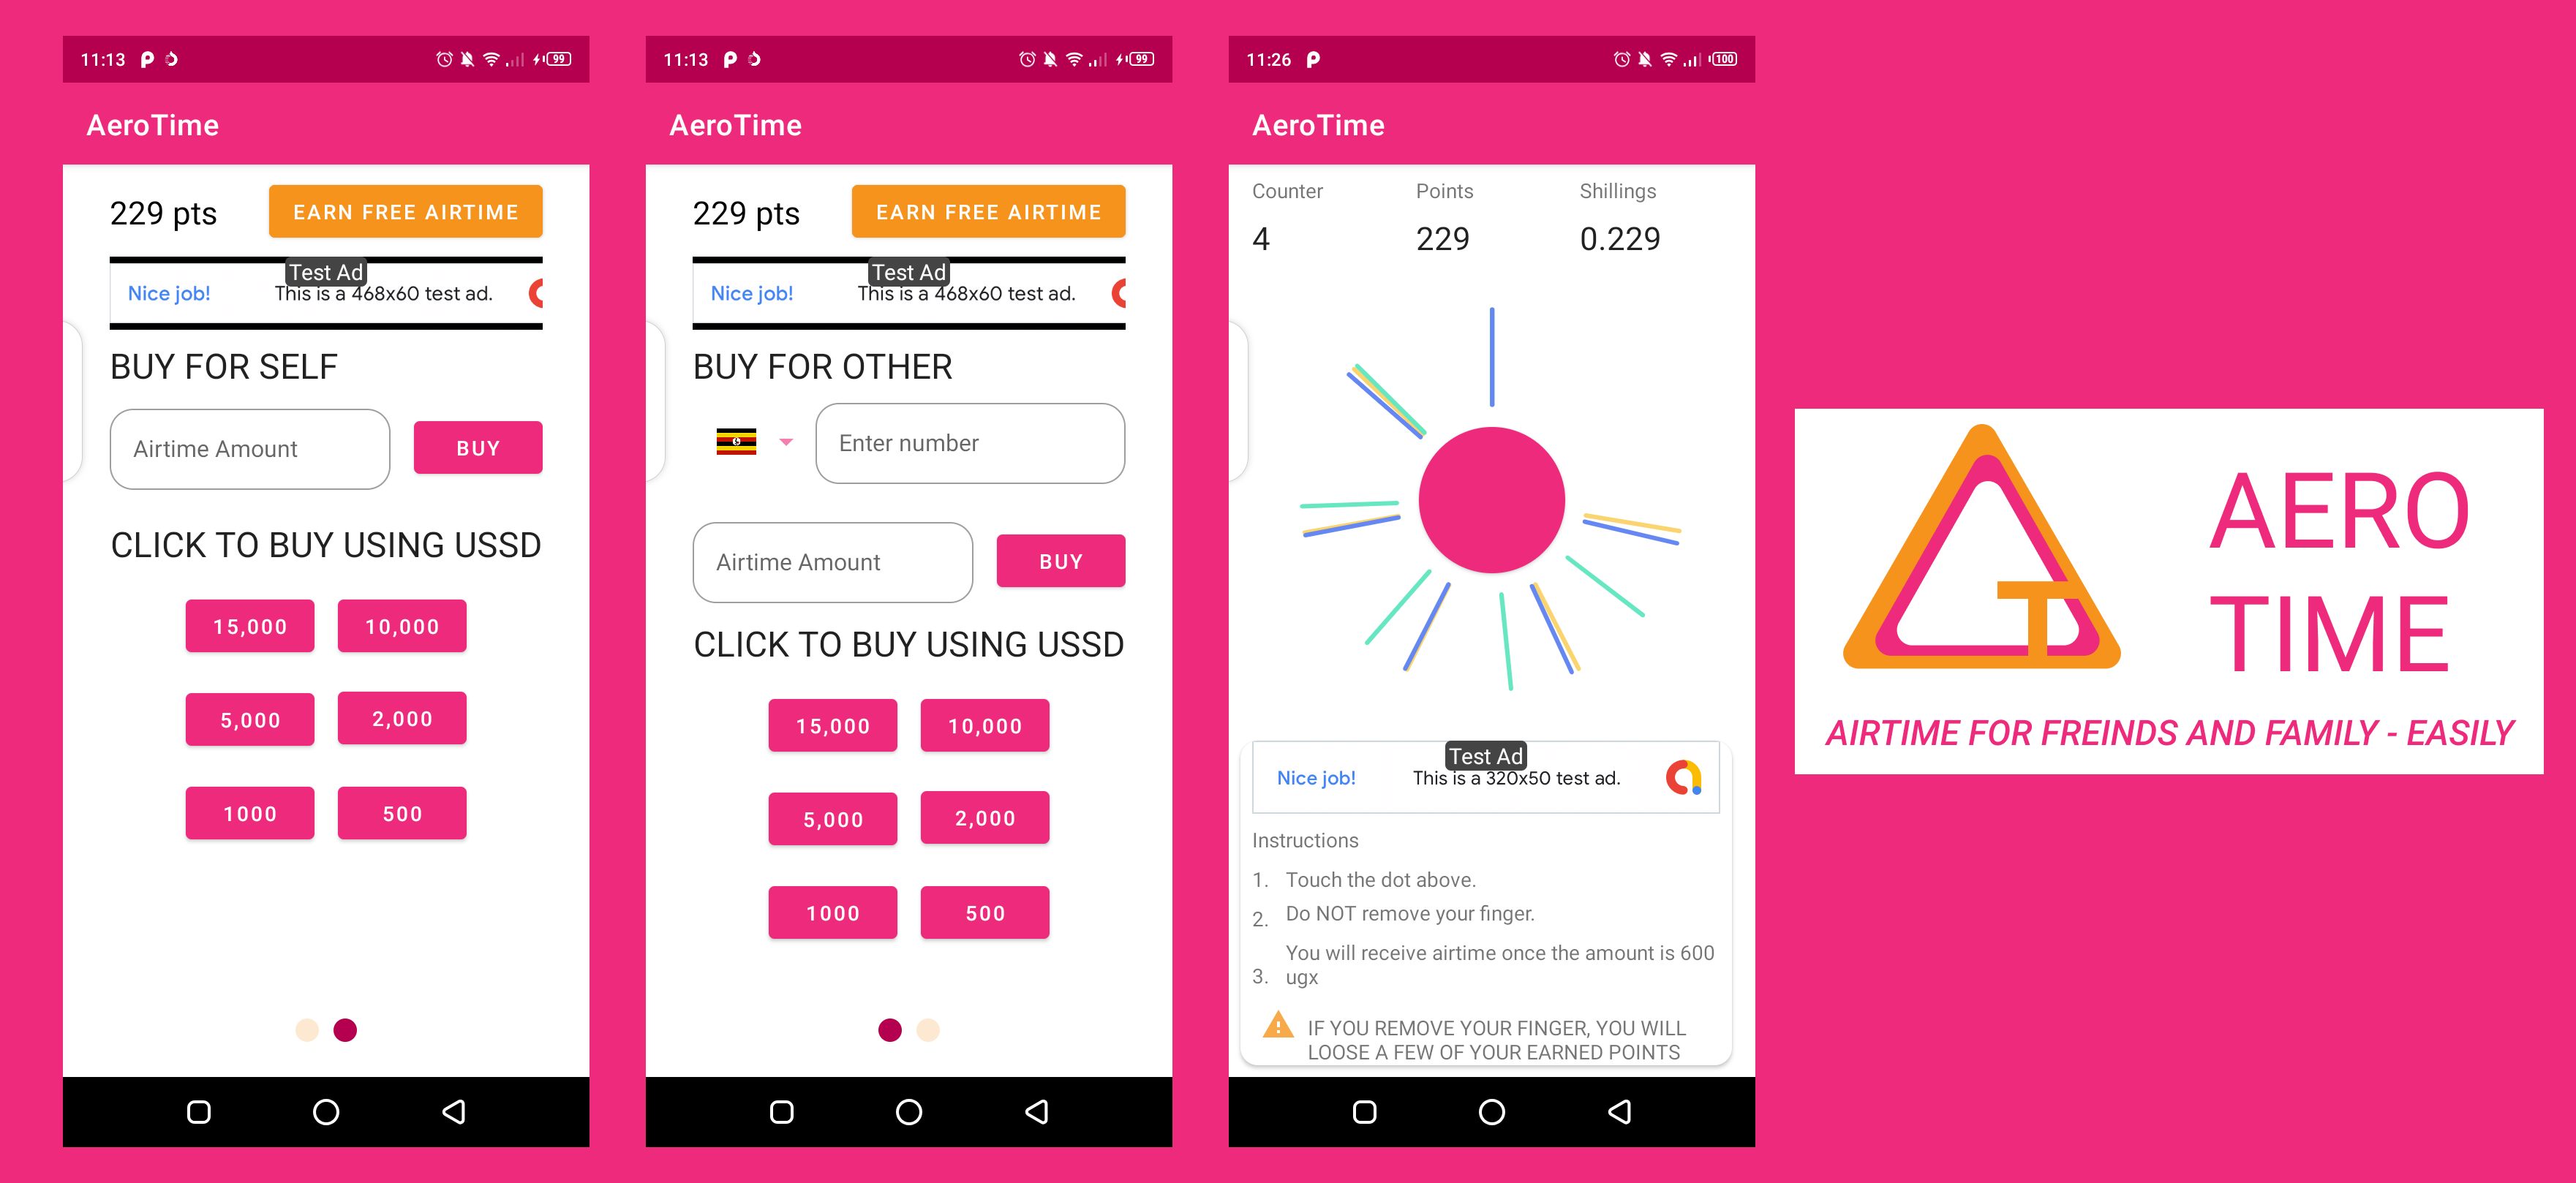 11:13
99
AeroTime
229 pts
EARN FREE AIRTIME
Test Ad
Nice job!
This is a 468x60 test ad.
BUY FOR SELF
Airtime Amount
BUY
CLICK TO BUY USING USSD
15,000
10,000
5,000
2,000
1000
500
11:13
99
AeroTime
229 pts
EARN FREE AIRTIME
Test Ad
Nice job!
This is a 468x60 test ad.
BUY FOR OTHER
Enter number
Airtime Amount
BUY
CLICK TO BUY USING USSD
15,000
10,000
5,000
2,000
1000
500
11:26
100
AeroTime
Counter
Points
Shillings
4
229
0.229
Test Ad
Nice job!
This is a 320x50 test ad.
Instructions
1. Touch the dot above.
2. Do NOT remove your finger.
3. You will receive airtime once the amount is 600
ugx
IF YOU REMOVE YOUR FINGER, YOU WILL
LOOSE A FEW OF YOUR EARNED POINTS
AERO
TIME
AIRTIME FOR FREINDS AND FAMILY - EASILY